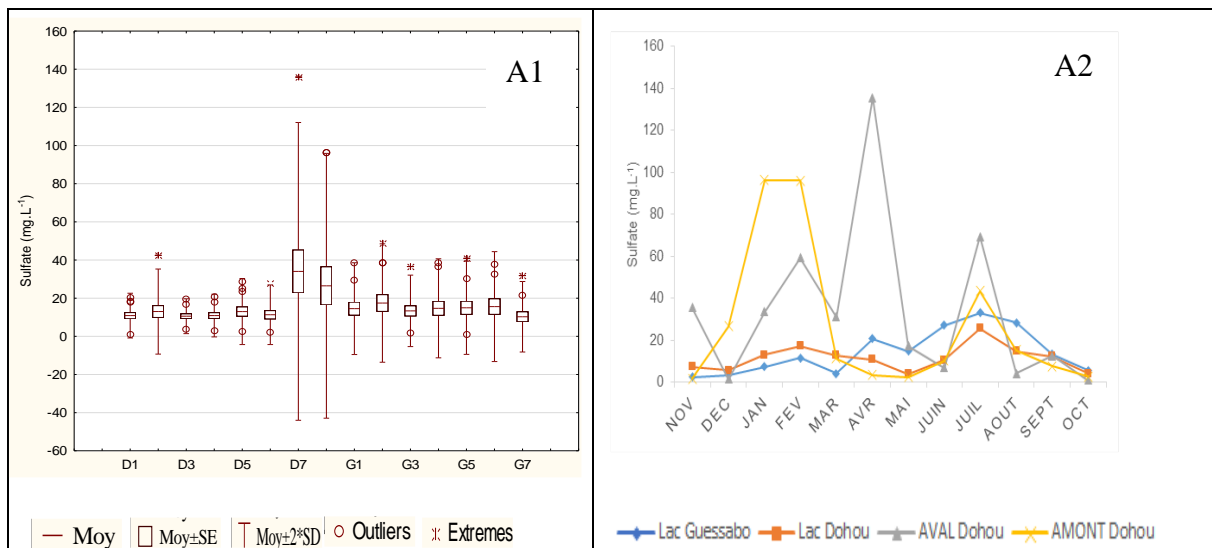 A1
160
140
120
100
80
60
40
20
0
-20
-40
-60
Sulfate (mg.L⁻¹)
D1 D3 D5 D7 G1 G3 G5 G7
Moy Moy±SE Moy±2*SD Outliers Extremes
A2
160
140
120
100
80
60
40
20
0
Sulfate (mg.L⁻¹)
NOV DEC JAN FEV MAR AVR MAI JUIN JUIL AOUT SEPT OCT
Lac Guessabo Lac Dohou AVAL Dohou AMONT Dohou